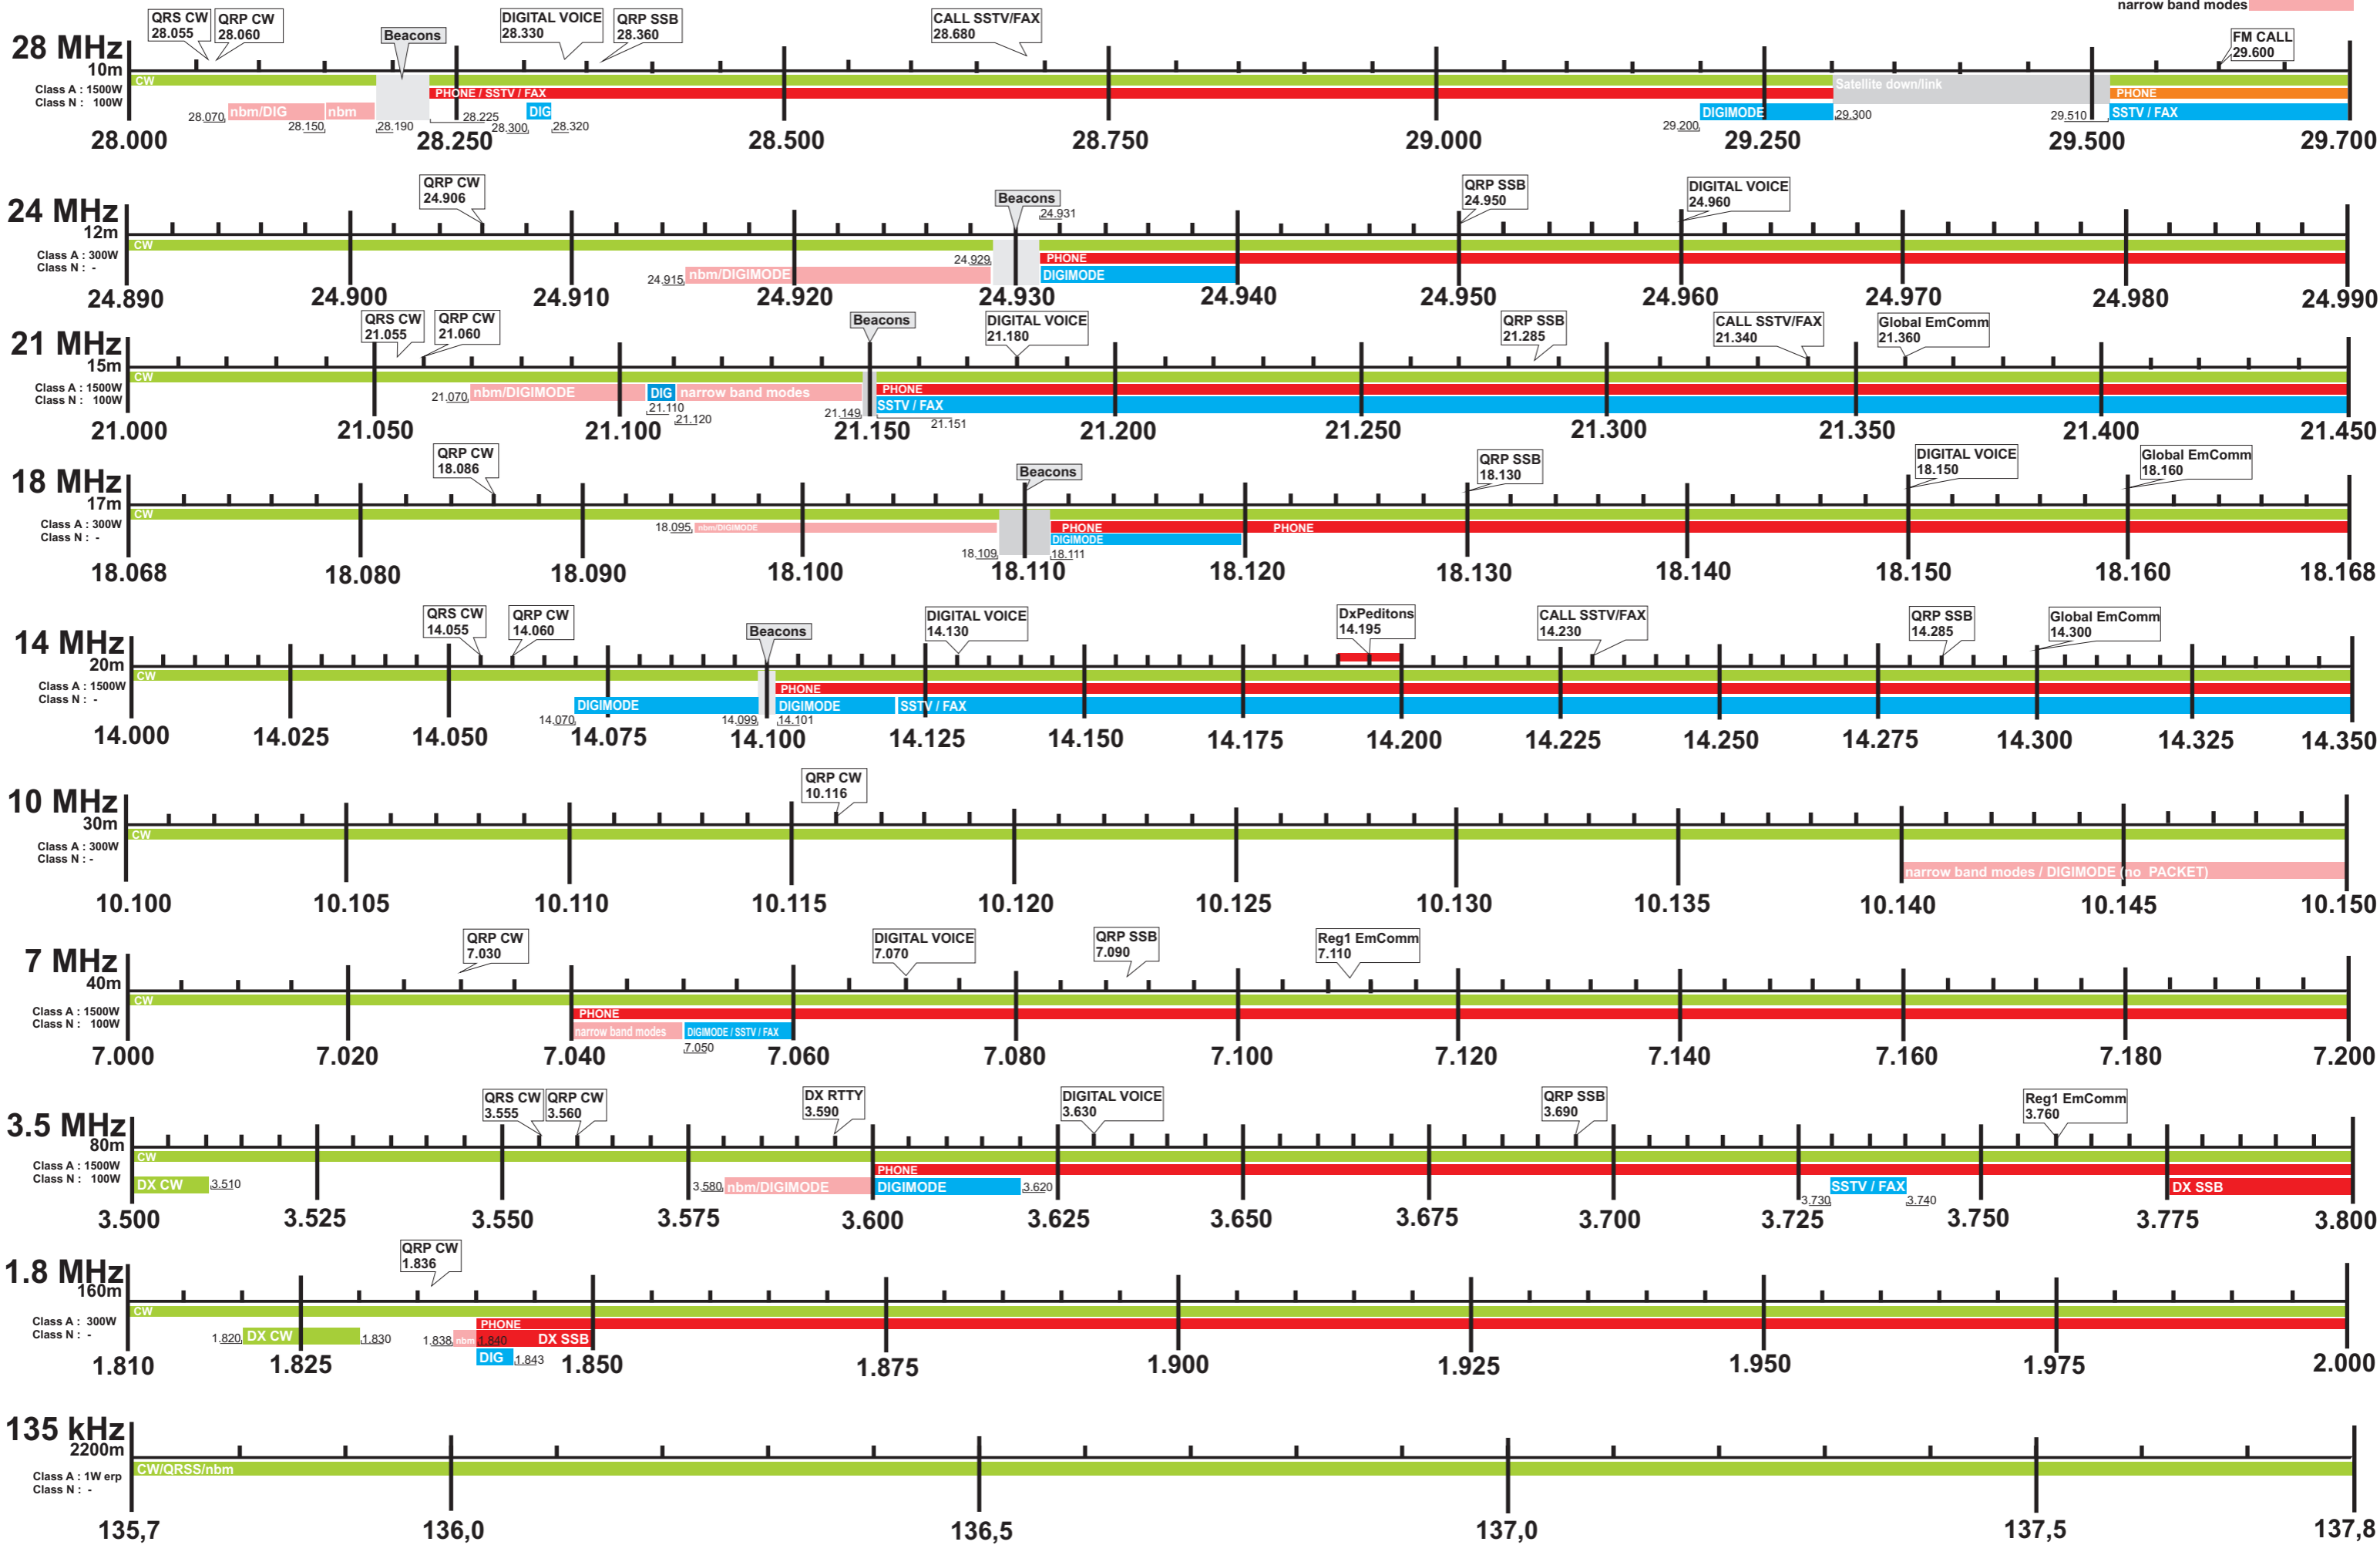 narrow band modes
QRS CW
28.055
QRP CW
28.060
DIGITAL VOICE
28.330
QRP SSB
28.360
CALL SSTV/FAX
28.680
FM CALL
29.600
Beacons
28 MHz
10m
Class A : 1500W
Class N : 100W
CW
PHONE / SSTV / FAX
Satellite down/link
PHONE
28.070 nbm/DIG
28.150 nbm
28.190
28.225
28.300 DIG 28.320
29.200 DIGIMODE 29.300
29.510 SSTV / FAX
28.000 28.250 28.500 28.750 29.000 29.250 29.500 29.700
QRP CW
24.906
Beacons
24.931
QRP SSB
24.950
DIGITAL VOICE
24.960
24 MHz
12m
Class A : 300W
Class N : -
CW
24.929 PHONE
24.915 nbm/DIGIMODE DIGIMODE
24.890 24.900 24.910 24.920 24.930 24.940 24.950 24.960 24.970 24.980 24.990
QRS CW
21.055
QRP CW
21.060
Beacons
DIGITAL VOICE
21.180
QRP SSB
21.285
CALL SSTV/FAX
21.340
Global EmComm
21.360
21 MHz
15m
Class A : 1500W
Class N : 100W
CW
PHONE
21.070 nbm/DIGIMODE DIG narrow band modes
SSTV / FAX
21.110
21.120
21.149
21.151
21.000 21.050 21.100 21.150 21.200 21.250 21.300 21.350 21.400 21.450
QRP CW
18.086
Beacons
QRP SSB
18.130
DIGITAL VOICE
18.150
Global EmComm
18.160
18 MHz
17m
Class A : 300W
Class N : -
CW
18.095 nbm/DIGIMODE PHONE PHONE
DIGIMODE
18.109 18.111
18.068 18.080 18.090 18.100 18.110 18.120 18.130 18.140 18.150 18.160 18.168
QRS CW
14.055
QRP CW
14.060
Beacons
DIGITAL VOICE
14.130
DxPeditons
14.195
CALL SSTV/FAX
14.230
QRP SSB
14.285
Global EmComm
14.300
14 MHz
20m
Class A : 1500W
Class N : -
CW
PHONE
DIGIMODE DIGIMODE SSTV / FAX
14.070 14.099 14.101
14.000 14.025 14.050 14.075 14.100 14.125 14.150 14.175 14.200 14.225 14.250 14.275 14.300 14.325 14.350
QRP CW
10.116
10 MHz
30m
Class A : 300W
Class N : -
CW
narrow band modes / DIGIMODE (no PACKET)
10.100 10.105 10.110 10.115 10.120 10.125 10.130 10.135 10.140 10.145 10.150
QRP CW
7.030
DIGITAL VOICE
7.070
QRP SSB
7.090
Reg1 EmComm
7.110
7 MHz
40m
Class A : 1500W
Class N : 100W
CW
PHONE
narrow band modes DIGIMODE / SSTV / FAX
7.050
7.000 7.020 7.040 7.060 7.080 7.100 7.120 7.140 7.160 7.180 7.200
QRS CW
3.555
QRP CW
3.560
DX RTTY
3.590
DIGITAL VOICE
3.630
QRP SSB
3.690
Reg1 EmComm
3.760
3.5 MHz
80m
Class A : 1500W
Class N : 100W
CW
PHONE
DX CW 3.510
3.580 nbm/DIGIMODE DIGIMODE 3.620
SSTV / FAX
3.730 3.740
DX SSB
3.500 3.525 3.550 3.575 3.600 3.625 3.650 3.675 3.700 3.725 3.750 3.775 3.800
QRP CW
1.836
1.8 MHz
160m
Class A : 300W
Class N : -
CW
PHONE
1.820 DX CW 1.830
1.838 nbm 1.840 DX SSB
DIG 1.843
1.810 1.825 1.850 1.875 1.900 1.925 1.950 1.975 2.000
135 kHz
2200m
Class A : 1W erp
Class N : -
CW/QRSS/nbm
135,7 136,0 136,5 137,0 137,5 137,8